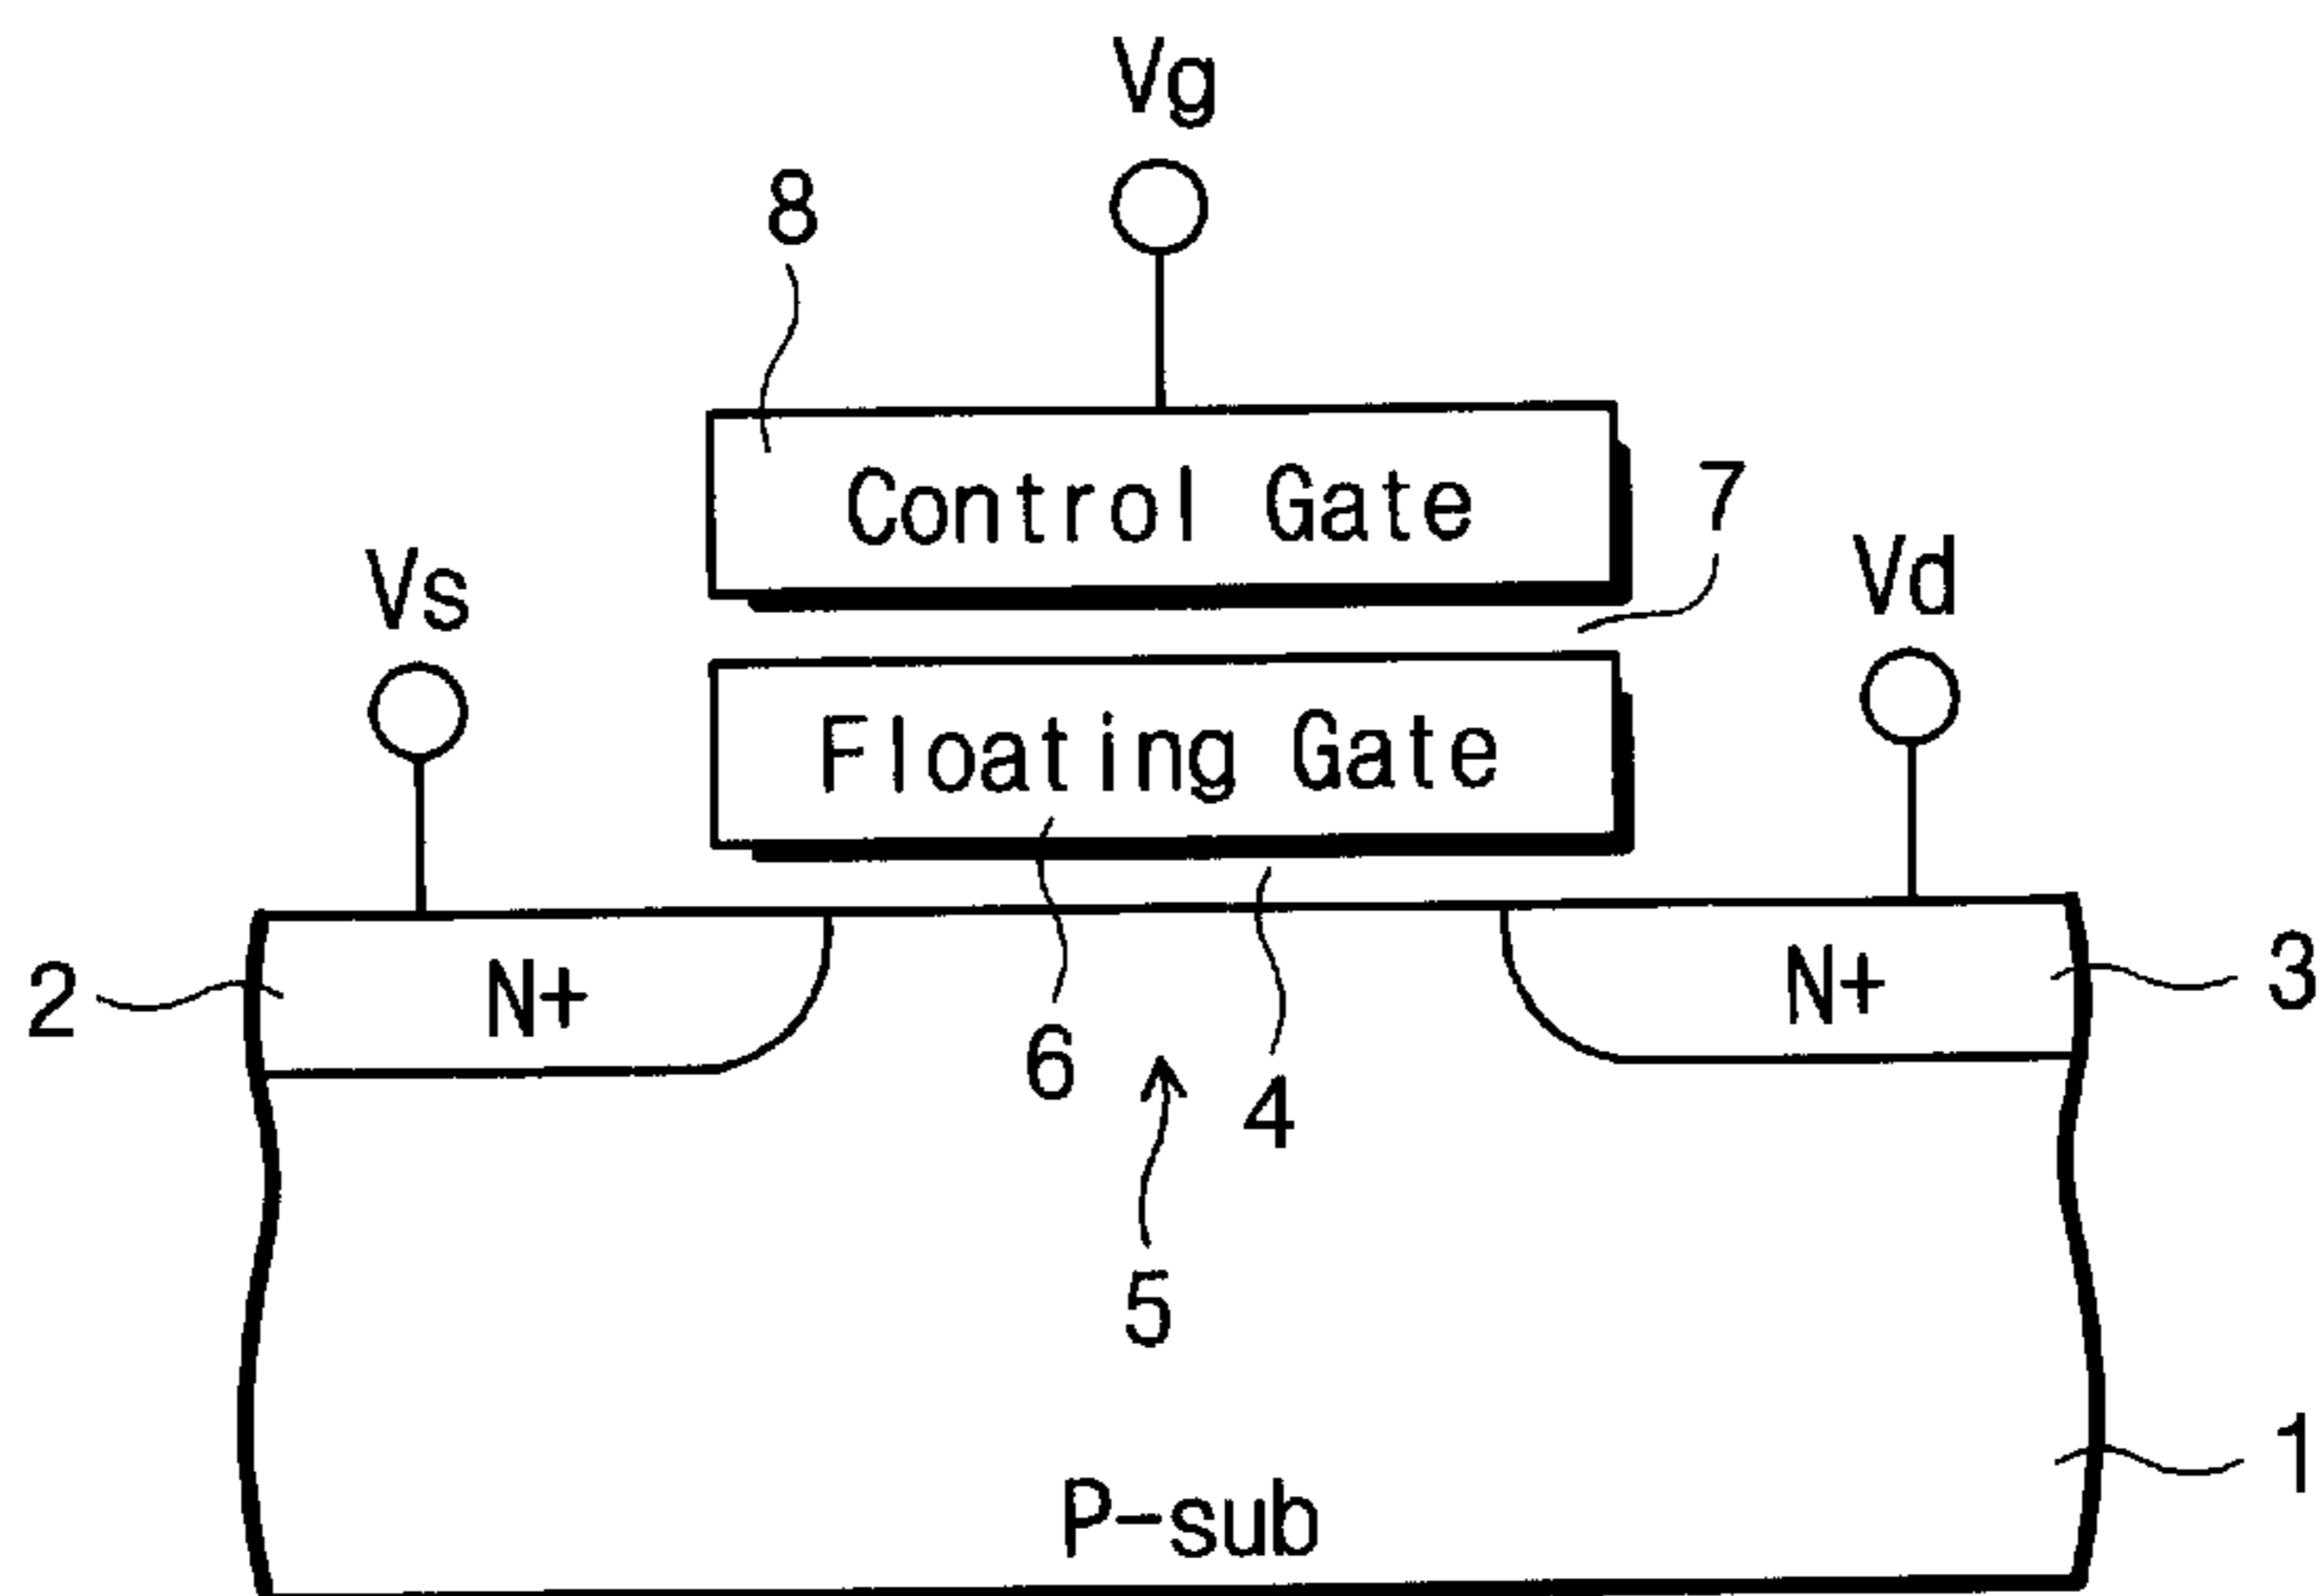 Vg
8
Control Gate
7
Vs
Vd
Floating Gate
2
N+
N+
3
6
4
5
1
P-sub